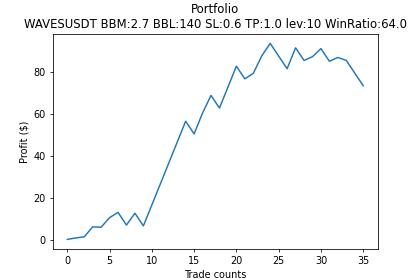 Portfolio
WAVESUSDT BBM:2.7 BBL:140 SL:0.6 TP:1.0 lev:10 WinRatio:64.0
80
60
40
20
0
Profit ($)
0 5 10 15 20 25 30 35
Trade counts